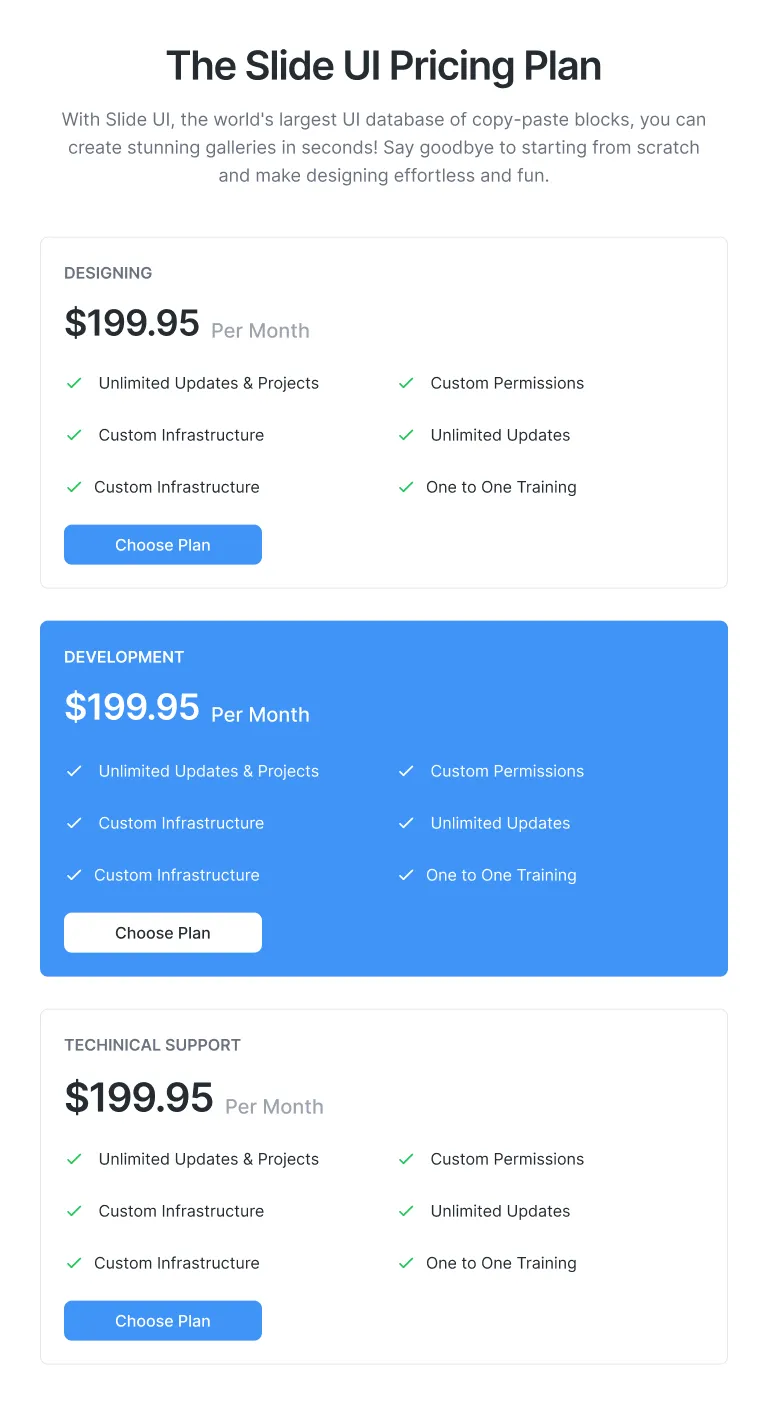 The Slide UI Pricing Plan
With Slide UI, the world's largest UI database of copy-paste blocks, you can
create stunning galleries in seconds! Say goodbye to starting from scratch
and make designing effortless and fun.
DESIGNING
$199.95 Per Month
Unlimited Updates & Projects Custom Permissions
Custom Infrastructure Unlimited Updates
Custom Infrastructure One to One Training
Choose Plan
DEVELOPMENT
$199.95 Per Month
Unlimited Updates & Projects Custom Permissions
Custom Infrastructure Unlimited Updates
Custom Infrastructure One to One Training
Choose Plan
TECHINICAL SUPPORT
$199.95 Per Month
Unlimited Updates & Projects Custom Permissions
Custom Infrastructure Unlimited Updates
Custom Infrastructure One to One Training
Choose Plan